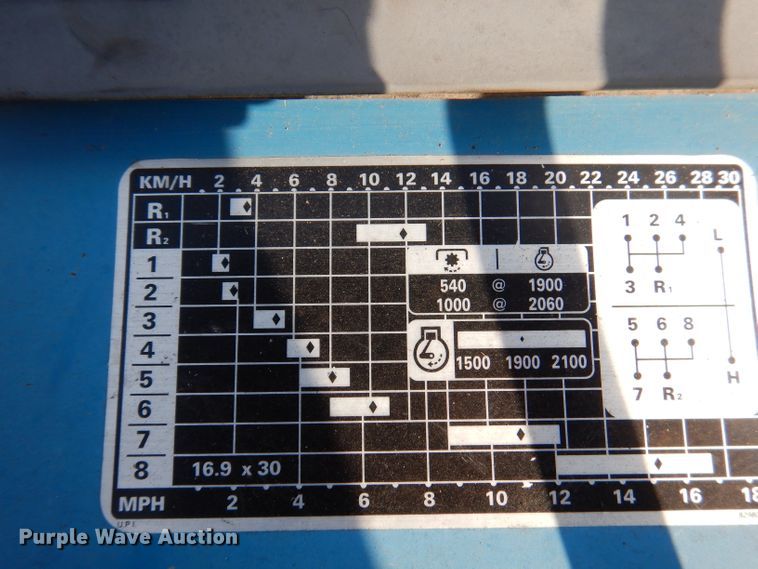 KM/H 2 4 6 8 10 12 14 16 18 20 22 24 26 28 30
R1
R2
1
2
3
4
5
6
7
8 16.9 x 30
MPH 2 4 6 8 10 12 14 16 18
540 @ 1900
1000 @ 2060
1500 1900 2100
1 2 4 L
3 R1
5 6 8
7 R2 H
U.P.I.
Purple Wave Auction